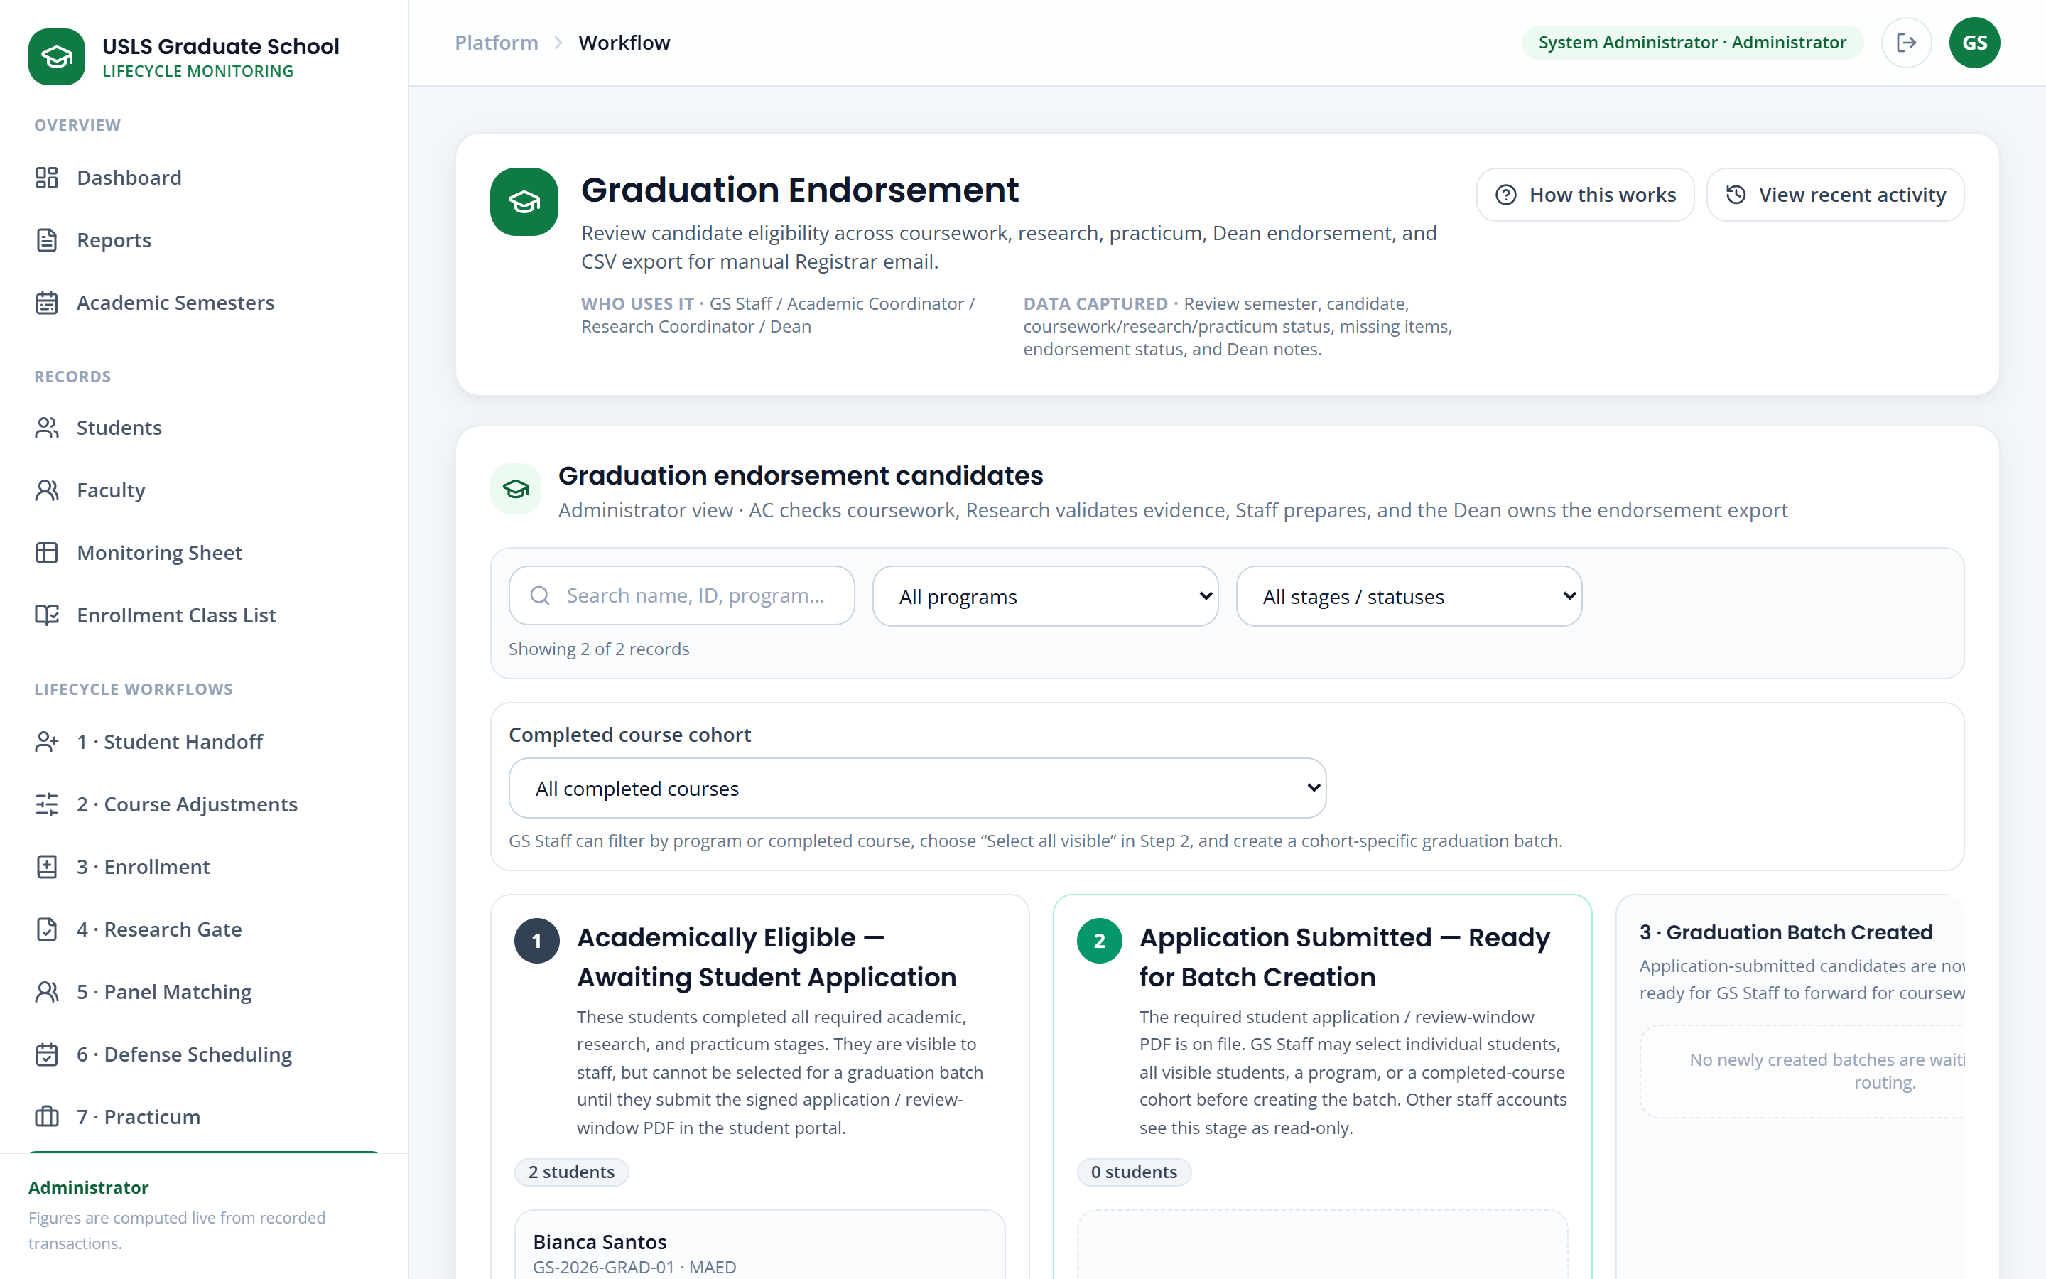 USLS Graduate School
LIFECYCLE MONITORING
OVERVIEW
Dashboard
Reports
Academic Semesters
RECORDS
Students
Faculty
Monitoring Sheet
Enrollment Class List
LIFECYCLE WORKFLOWS
1 · Student Handoff
2 · Course Adjustments
3 · Enrollment
4 · Research Gate
5 · Panel Matching
6 · Defense Scheduling
7 · Practicum
Administrator
Figures are computed live from recorded
transactions.
Platform
Workflow
System Administrator · Administrator
GS
Graduation Endorsement
Review candidate eligibility across coursework, research, practicum, Dean endorsement, and
CSV export for manual Registrar email.
WHO USES IT · GS Staff / Academic Coordinator /
Research Coordinator / Dean
DATA CAPTURED · Review semester, candidate,
coursework/research/practicum status, missing items,
endorsement status, and Dean notes.
How this works
View recent activity
Graduation endorsement candidates
Administrator view · AC checks coursework, Research validates evidence, Staff prepares, and the Dean owns the endorsement export
Search name, ID, program...
All programs
All stages / statuses
Showing 2 of 2 records
Completed course cohort
All completed courses
GS Staff can filter by program or completed course, choose “Select all visible” in Step 2, and create a cohort-specific graduation batch.
1
Academically Eligible —
Awaiting Student Application
These students completed all required academic,
research, and practicum stages. They are visible to
staff, but cannot be selected for a graduation batch
until they submit the signed application / review-
window PDF in the student portal.
2 students
Bianca Santos
GS-2026-GRAD-01 · MAED
2
Application Submitted — Ready
for Batch Creation
The required student application / review-window
PDF is on file. GS Staff may select individual students,
all visible students, a program, or a completed-course
cohort before creating the batch. Other staff accounts
see this stage as read-only.
0 students
3 · Graduation Batch Created
Application-submitted candidates are
ready for GS Staff to forward for
No newly created batches are
routing.